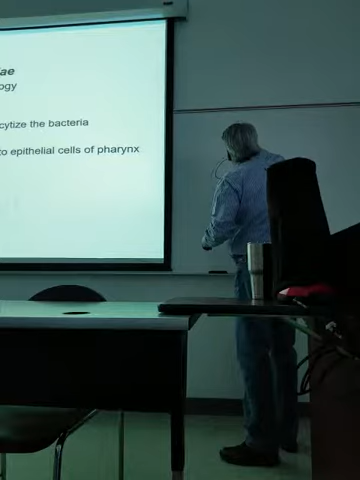 ae
ogy
cytize the bacteria
to epithelial cells of pharynx